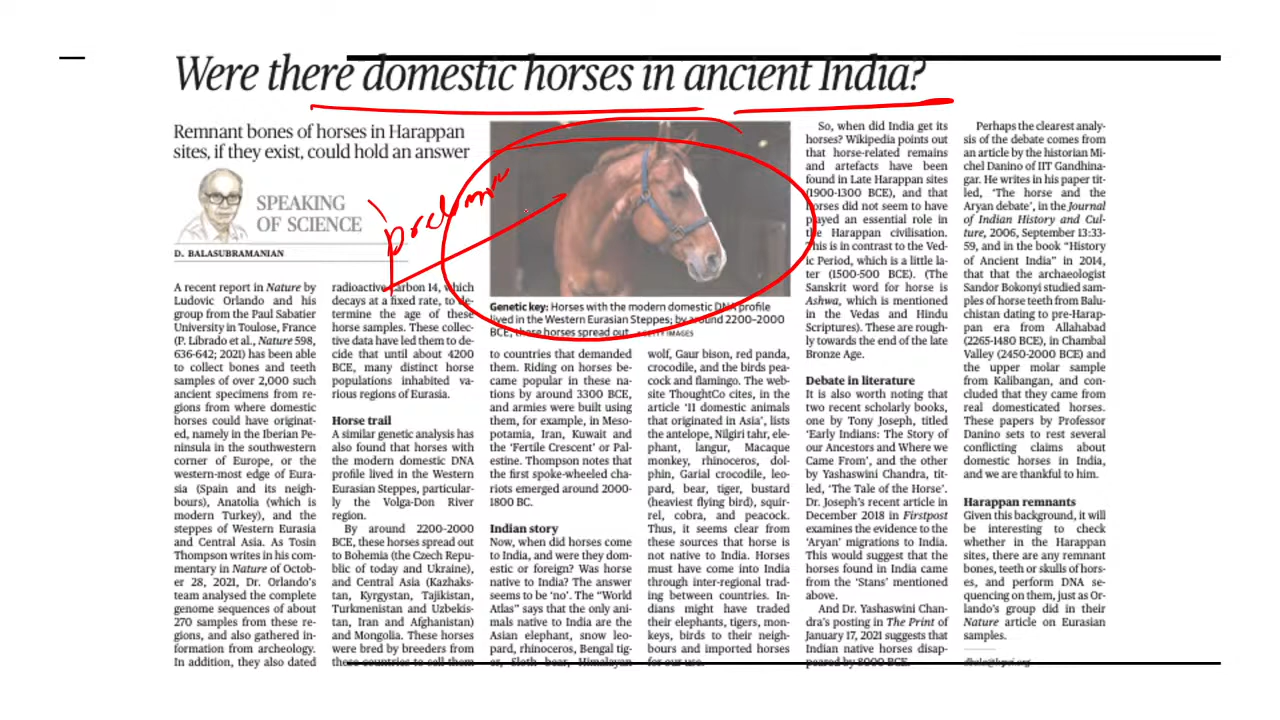 Were there domestic horses in ancient India?
Remnant bones of horses in Harappan
sites, if they exist, could hold an answer
SPEAKING
OF SCIENCE
D. BALASUBRAMANIAN
A recent report in Nature by
Ludovic Orlando and his
group from the Paul Sabatier
University in Toulose, France
(P. Librado et al., Nature 598,
636-642; 2021) has been able
to collect bones and teeth
samples of over 2,000 such
ancient specimens from re-
gions from where domestic
horses could have originat-
ed, namely in the Iberian Pe-
ninsula in the southwestern
corner of Europe, or the
western-most edge of Eura-
sia (Spain and its neigh-
bours), Anatolia (which is
modern Turkey), and the
steppes of Western Eurasia
and Central Asia. As Tosin
Thompson writes in his com-
mentary in Nature of Octob-
er 28, 2021, Dr. Orlando's
team analysed the complete
genome sequences of about
270 samples from these re-
gions, and also gathered in-
formation from archeology.
In addition, they also dated
radioactive carbon 14, which
decays at a fixed rate, to de-
termine the age of these
horse samples. These collec-
tive data have led them to de-
cide that until about 4200
BCE, many distinct horse
populations inhabited va-
rious regions of Eurasia.
Horse trail
A similar genetic analysis has
also found that horses with
the modern domestic DNA
profile lived in the Western
Eurasian Steppes, particular-
ly the Volga-Don River
region.
By around 2200-2000
BCE, these horses spread out
to Bohemia (the Czech Repu-
blic of today and Ukraine),
and Central Asia (Kazhaks-
tan, Kyrgystan, Tajikistan,
Turkmenistan and Uzbekis-
tan, Iran and Afghanistan)
and Mongolia. These horses
were bred by breeders from
these countries to sell them
Genetic key: Horses with the modern domestic DNA profile
lived in the Western Eurasian Steppes; by around 2200–2000
BCE, these horses spread out. GETTY IMAGES
to countries that demanded
them. Riding on horses be-
came popular in these na-
tions by around 3300 BCE,
and armies were built using
them, for example, in Meso-
potamia, Iran, Kuwait and
the 'Fertile Crescent' or Pal-
estine. Thompson notes that
the first spoke-wheeled cha-
riots emerged around 2000-
1800 BC.
Indian story
Now, when did horses come
to India, and were they dom-
estic or foreign? Was horse
native to India? The answer
seems to be 'no'. The "World
Atlas" says that the only ani-
mals native to India are the
Asian elephant, snow leo-
pard, rhinoceros, Bengal tig-
er, Sloth bear, Himalayan
wolf, Gaur bison, red panda,
crocodile, and the birds pea-
cock and flamingo. The web-
site ThoughtCo cites, in the
article '11 domestic animals
that originated in Asia', lists
the antelope, Nilgiri tahr, ele-
phant, langur, Macaque
monkey, rhinoceros, dol-
phin, Garial crocodile, leo-
pard, bear, tiger, bustard
(heaviest flying bird), squir-
rel, cobra, and peacock.
Thus, it seems clear from
these sources that horse is
not native to India. Horses
must have come into India
through inter-regional trad-
ing between countries. In-
dians might have traded
their elephants, tigers, mon-
keys, birds to their neigh-
bours and imported horses
for our use.
So, when did India get its
horses? Wikipedia points out
that horse-related remains
and artefacts have been
found in Late Harappan sites
(1900-1300 BCE), and that
horses did not seem to have
played an essential role in
the Harappan civilisation.
This is in contrast to the Ved-
ic Period, which is a little la-
ter (1500-500 BCE). (The
Sanskrit word for horse is
Ashwa, which is mentioned
in the Vedas and Hindu
Scriptures). These are rough-
ly towards the end of the late
Bronze Age.
Debate in literature
It is also worth noting that
two recent scholarly books,
one by Tony Joseph, titled
'Early Indians: The Story of
our Ancestors and Where we
Came From', and the other
by Yashaswini Chandra, tit-
led, 'The Tale of the Horse'.
Dr. Joseph's recent article in
December 2018 in Firstpost
examines the evidence to the
'Aryan' migrations to India.
This would suggest that the
horses found in India came
from the 'Stans' mentioned
above.
And Dr. Yashaswini Chan-
dra's posting in The Print of
January 17, 2021 suggests that
Indian native horses disap-
peared by 8000 BCE.
Perhaps the clearest analy-
sis of the debate comes from
an article by the historian Mi-
chel Danino of IIT Gandhina-
gar. He writes in his paper tit-
led, 'The horse and the
Aryan debate', in the Journal
of Indian History and Cul-
ture, 2006, September 13:33-
59, and in the book "History
of Ancient India" in 2014,
that that the archaeologist
Sandor Bokonyi studied sam-
ples of horse teeth from Balu-
chistan dating to pre-Harap-
pan era from Allahabad
(2265-1480 BCE), in Chambal
Valley (2450-2000 BCE) and
the upper molar sample
from Kalibangan, and con-
cluded that they came from
real domesticated horses.
These papers by Professor
Danino sets to rest several
conflicting claims about
domestic horses in India,
and we are thankful to him.
Harappan remnants
Given this background, it will
be interesting to check
whether in the Harappan
sites, there are any remnant
bones, teeth or skulls of hors-
es, and perform DNA se-
quencing on them, just as Or-
lando's group did in their
Nature article on Eurasian
samples.